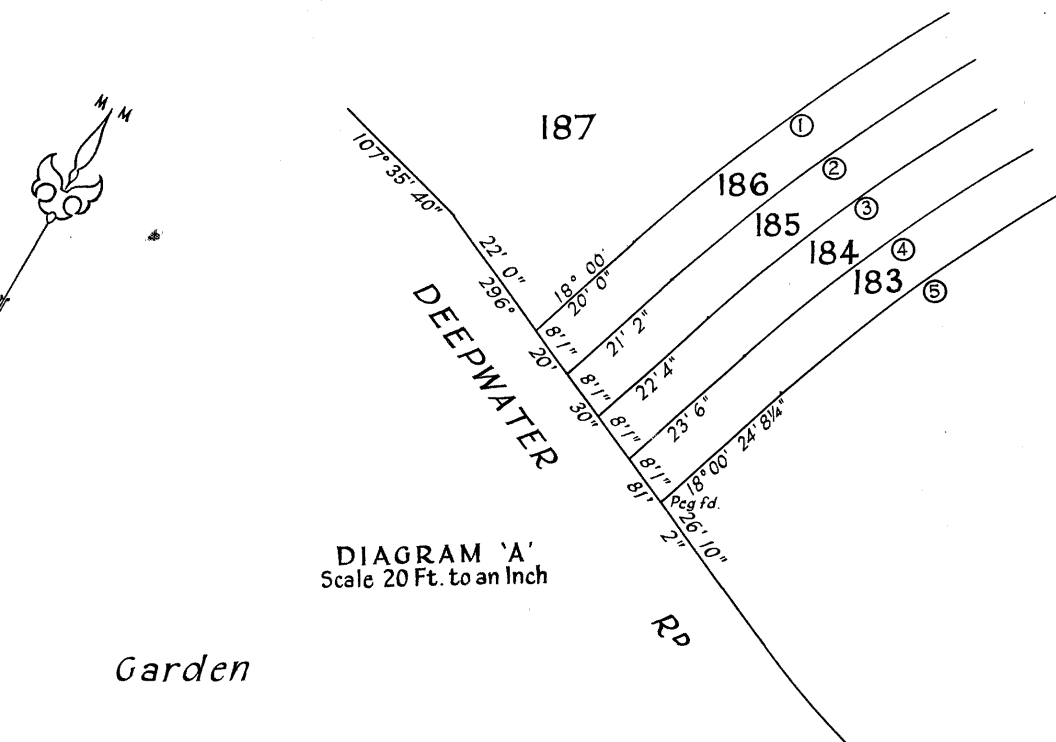 M M
187
107° 35' 40"
①
186
②
185
③
184
④
183
⑤
22' 0"
296° 20' 30"
81' 2"
18° 00'
20' 0"
8'1"
21' 2"
8'1"
22' 4"
8'1"
23' 6"
8'1"
18° 00' 24' 8¼"
Peg fd.
26' 10"
DEEPWATER RD
DIAGRAM 'A'
Scale 20 Ft. to an Inch
Garden